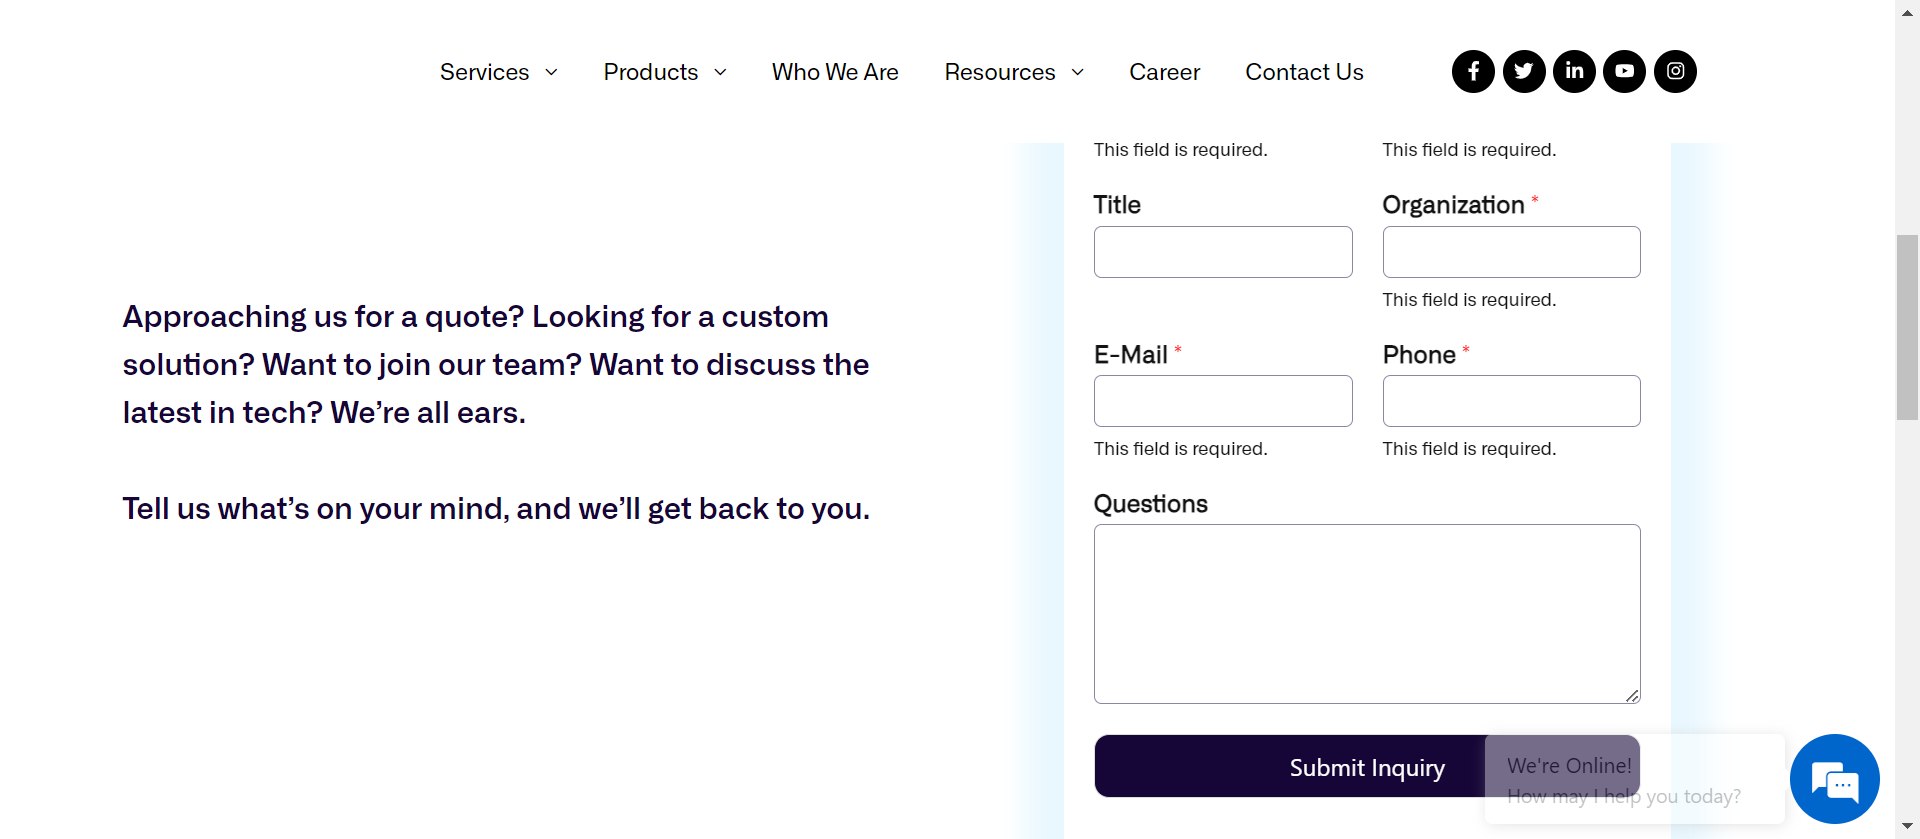 Services Products Who We Are Resources Career Contact Us
This field is required. This field is required.
Title Organization *
This field is required.
E-Mail * Phone *
This field is required. This field is required.
Questions
Submit Inquiry
Approaching us for a quote? Looking for a custom
solution? Want to join our team? Want to discuss the
latest in tech? We’re all ears.
Tell us what’s on your mind, and we’ll get back to you.
We're Online!
How may I help you today?